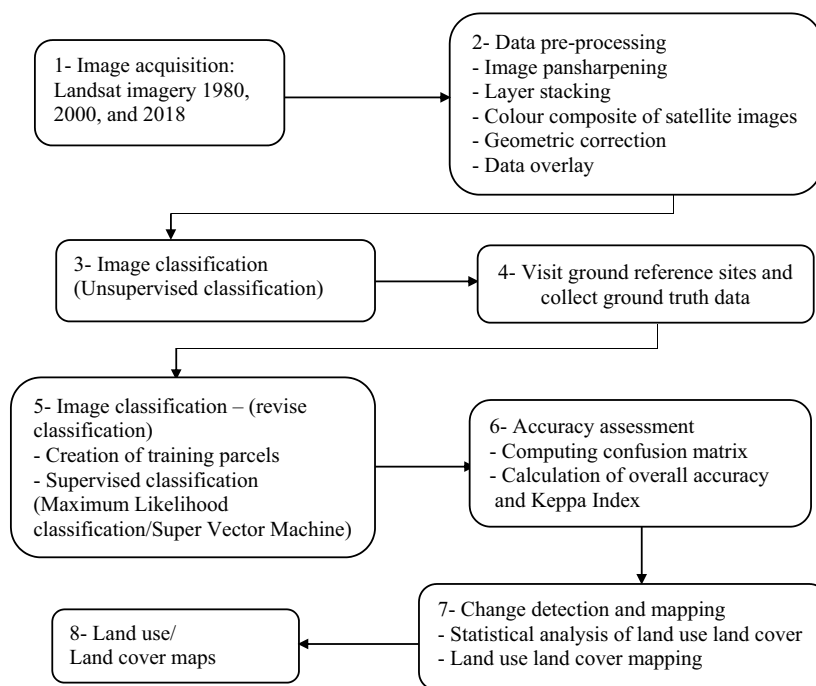 1- Image acquisition:
Landsat imagery 1980,
2000, and 2018
2- Data pre-processing
- Image pansharpening
- Layer stacking
- Colour composite of satellite images
- Geometric correction
- Data overlay
3- Image classification
(Unsupervised classification)
4- Visit ground reference sites and
collect ground truth data
5- Image classification – (revise
classification)
- Creation of training parcels
- Supervised classification
(Maximum Likelihood
classification/Super Vector Machine)
6- Accuracy assessment
- Computing confusion matrix
- Calculation of overall accuracy
and Keppa Index
7- Change detection and mapping
- Statistical analysis of land use land cover
- Land use land cover mapping
8- Land use/
Land cover maps